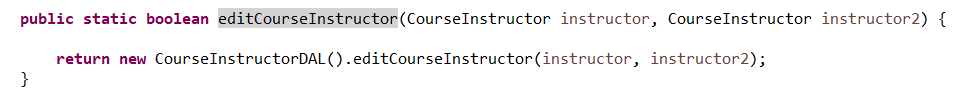 public static boolean editCourseInstructor(CourseInstructor instructor, CourseInstructor instructor2) {
return new CourseInstructorDAL().editCourseInstructor(instructor, instructor2);
}